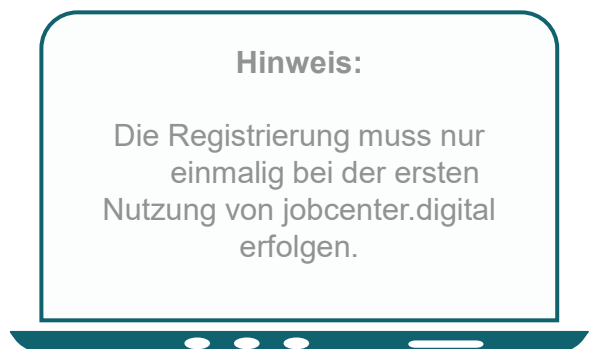 Hinweis:
Die Registrierung muss nur
einmalig bei der ersten
Nutzung von jobcenter.digital
erfolgen.